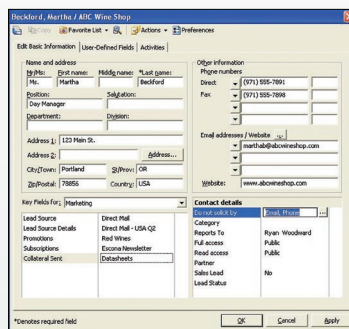 Beckford, Martha / ABC Wine Shop
Up Copy Favorite List Actions Preferences
Edit Basic Information User-Defined Fields Activities
Name and address
Mr/Ms: First name: Middle name: *Last name:
Ms. Martha Beckford
Position: Salutation:
Day Manager
Department: Division:
Address 1: 123 Main St.
Address 2: Address...
City/Town: Portland St/Prov: OR
Zip/Postal: 78856 Country: USA
Other information
Phone numbers
Direct (971) 555-7891
Fax (971) 555-7898
Email addresses / Website ...
marthab@abcwineshop.com
Website: www.abcwineshop.com
Key Fields for: Marketing
Lead Source Direct Mail
Lead Source Details Direct Mail - USA Q2
Promotions Red Wines
Subscriptions Escona Newsletter
Collateral Sent Datasheets
Contact details
Do not solicit by Email, Phone ...
Category
Reports To Ryan Woodward
Full access Public
Read access Public
Partner
Sales Lead No
Lead Status
*Denotes required field
OK Cancel Apply